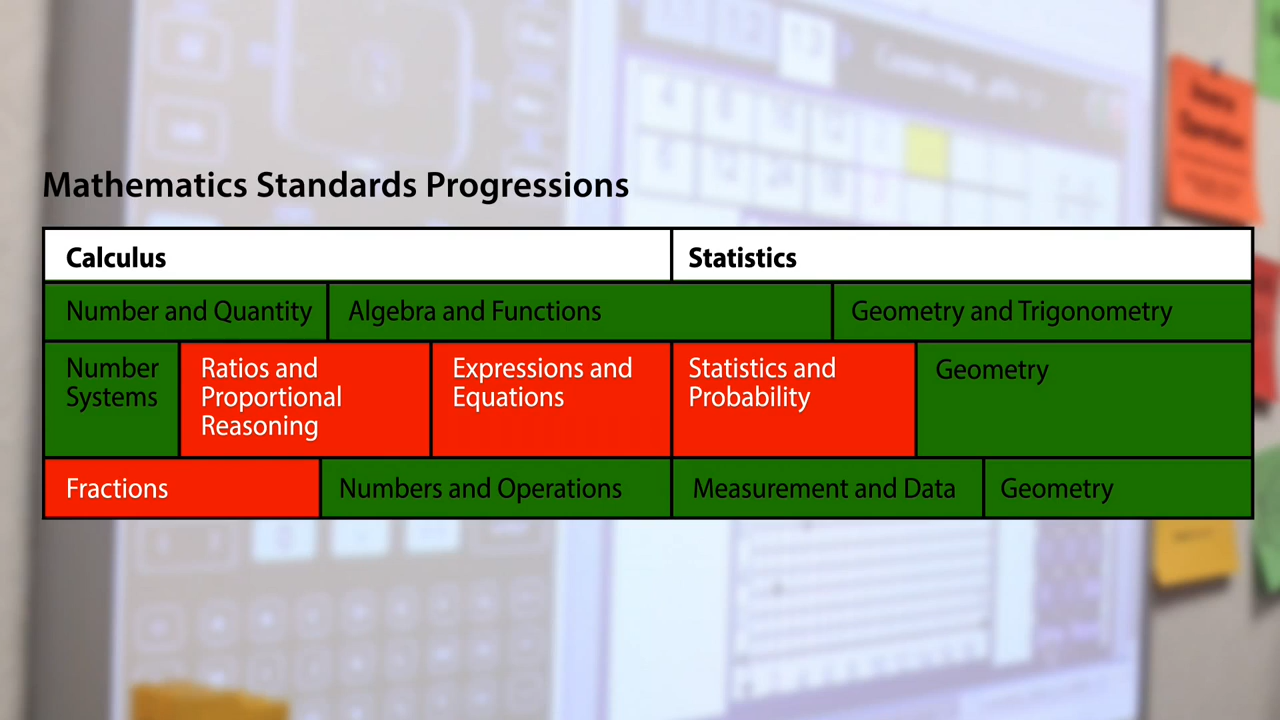 Mathematics Standards Progressions
Calculus
Statistics
Number and Quantity
Algebra and Functions
Geometry and Trigonometry
Number
Systems
Ratios and
Proportional
Reasoning
Expressions and
Equations
Statistics and
Probability
Geometry
Fractions
Numbers and Operations
Measurement and Data
Geometry